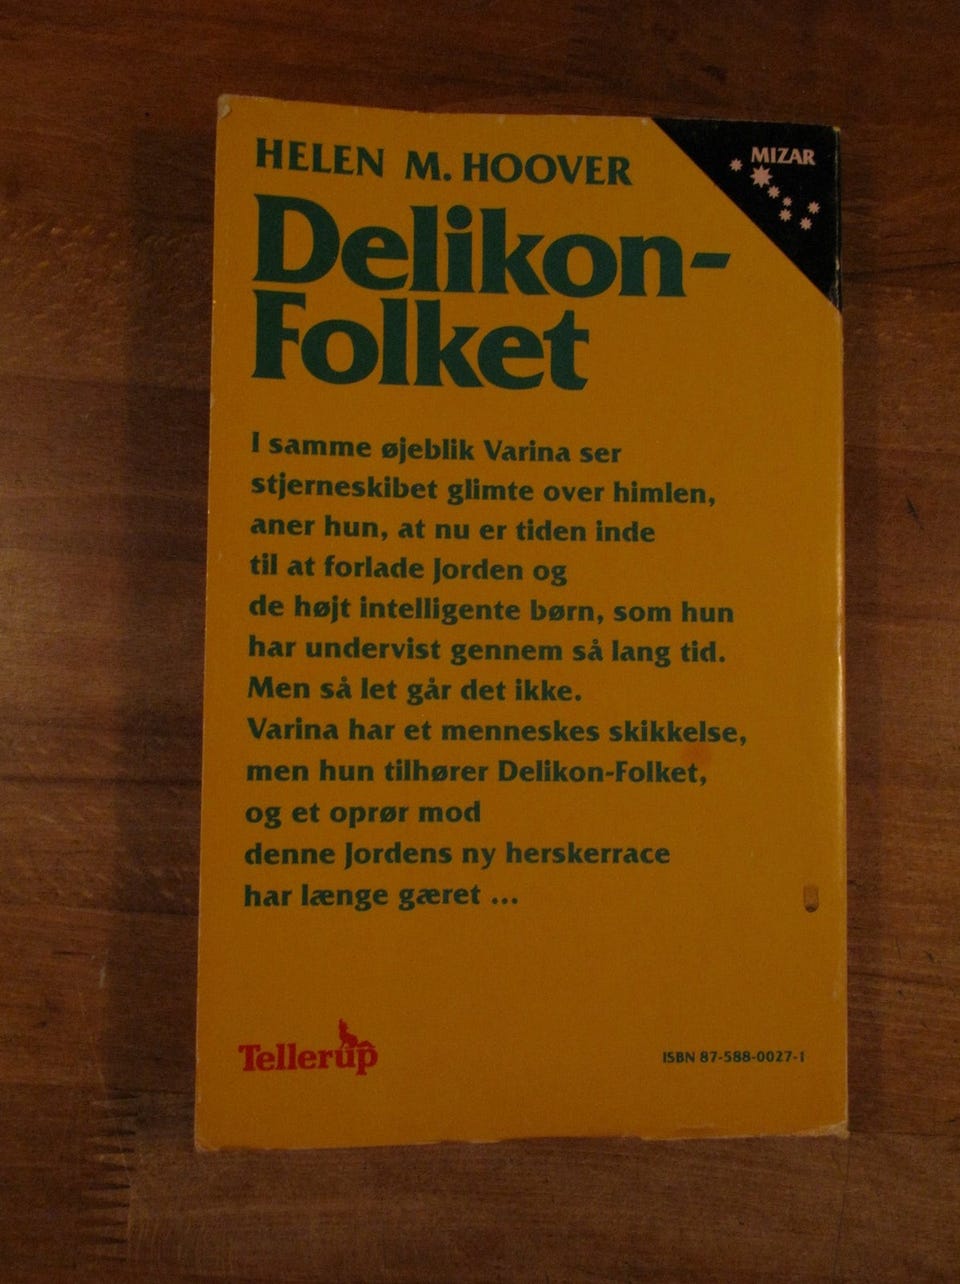 HELEN M. HOOVER
MIZAR
Delikon-
Folket
I samme øjeblik Varina ser
stjerneskibet glimte over himlen,
aner hun, at nu er tiden inde
til at forlade Jorden og
de højt intelligente børn, som hun
har undervist gennem så lang tid.
Men så let går det ikke.
Varina har et menneskes skikkelse,
men hun tilhører Delikon-Folket,
og et oprør mod
denne Jordens ny herskerrace
har længe gæret ...
Tellerup
ISBN 87-588-0027-1